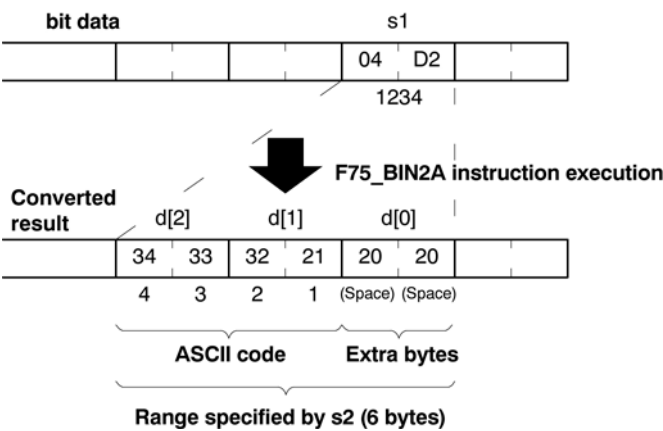 bit data s1
04 D2
1234
F75_BIN2A instruction execution
Converted
result d[2] d[1] d[0]
34 33 32 21 20 20
4 3 2 1 (Space) (Space)
ASCII code Extra bytes
Range specified by s2 (6 bytes)